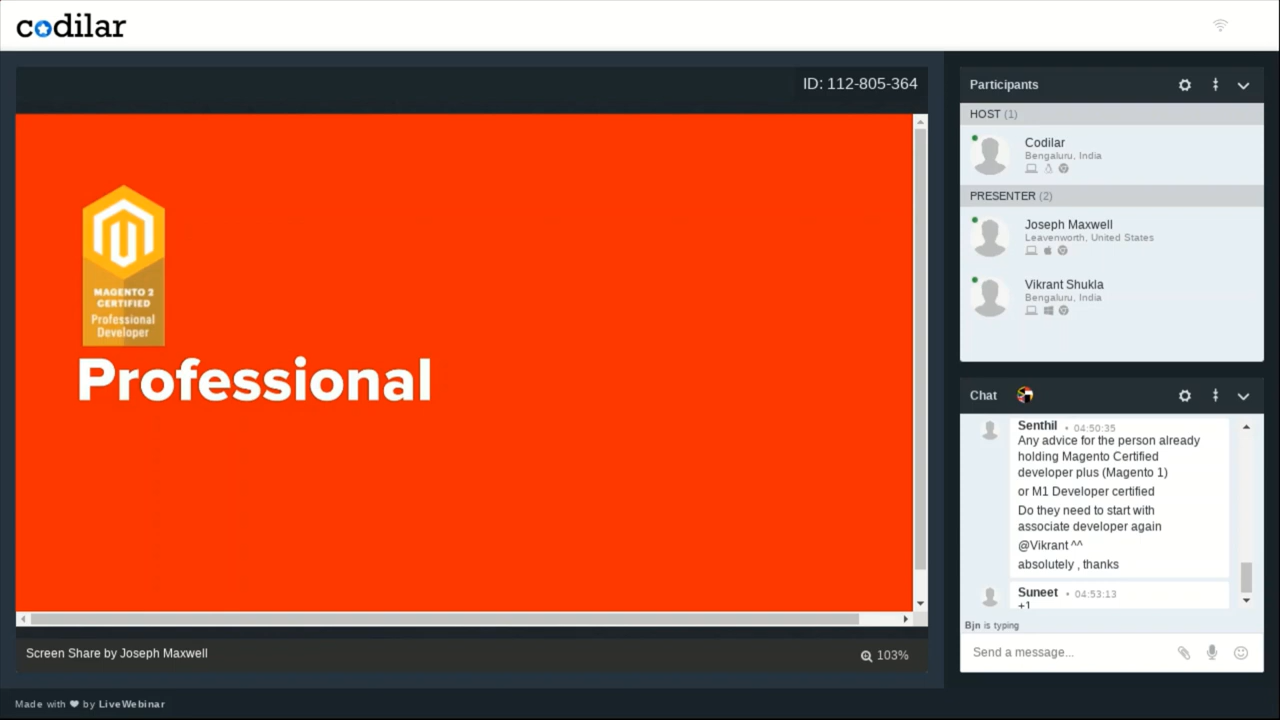 codilar
ID: 112-805-364
MAGENTO 2
CERTIFIED
Professional
Developer
Professional
Screen Share by Joseph Maxwell
103%
Participants
HOST (1)
Codilar
Bengaluru, India
PRESENTER (2)
Joseph Maxwell
Leavenworth, United States
Vikrant Shukla
Bengaluru, India
Chat
Senthil • 04:50:35
Any advice for the person already
holding Magento Certified
developer plus (Magento 1)
or M1 Developer certified
Do they need to start with
associate developer again
@Vikrant ^^
absolutely , thanks
Suneet • 04:53:13
+1
Bjn is typing
Send a message...
Made with ❤ by LiveWebinar